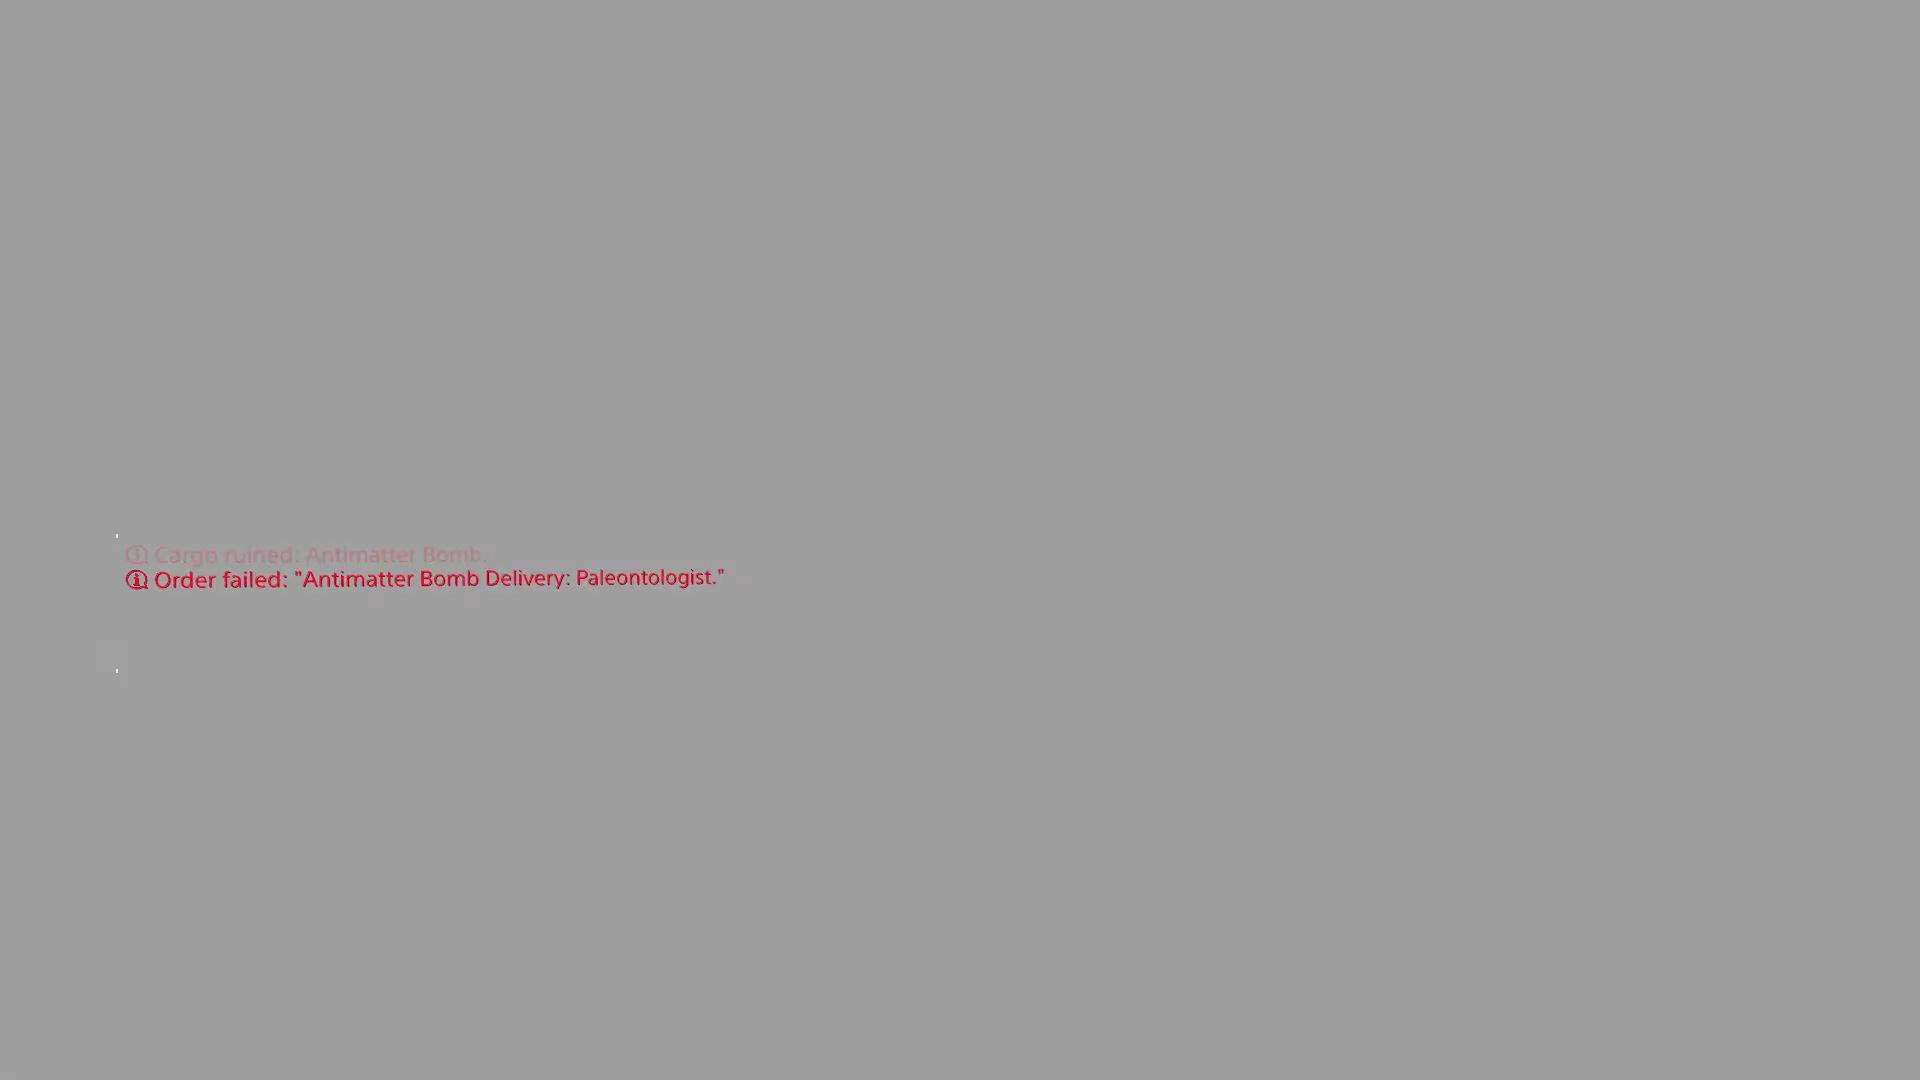 Cargo ruined: Antimatter Bomb.
Order failed: "Antimatter Bomb Delivery: Paleontologist."